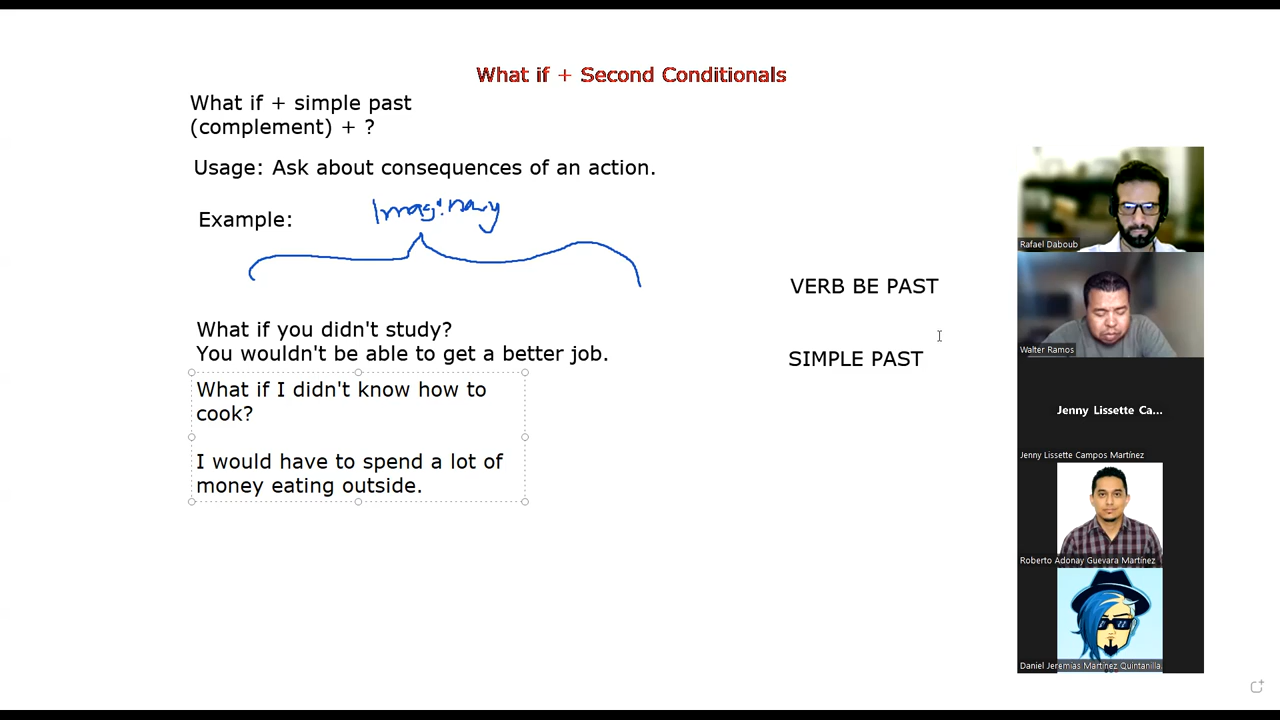 What if + Second Conditionals
What if + simple past
(complement) + ?
Usage: Ask about consequences of an action.
Example:
Imaginary
VERB BE PAST
What if you didn't study?
You wouldn't be able to get a better job.
SIMPLE PAST
What if I didn't know how to
cook?
I would have to spend a lot of
money eating outside.
Rafael Daboub
Walter Ramos
Jenny Lissette Ca...
Jenny Lissette Campos Martínez
Roberto Adonay Guevara Martínez
Daniel Jeremias Martínez Quintanilla